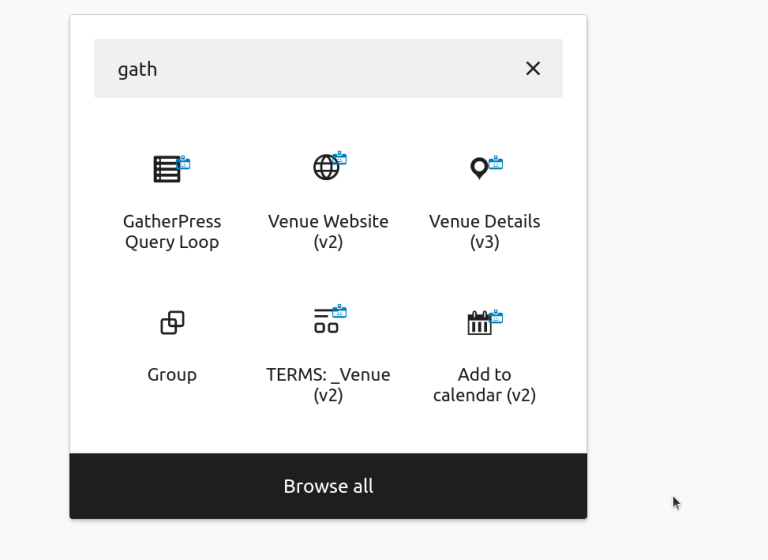 gath
GatherPress
Query Loop
Venue Website
(v2)
Venue Details
(v3)
Group
TERMS: _Venue
(v2)
Add to
calendar (v2)
Browse all